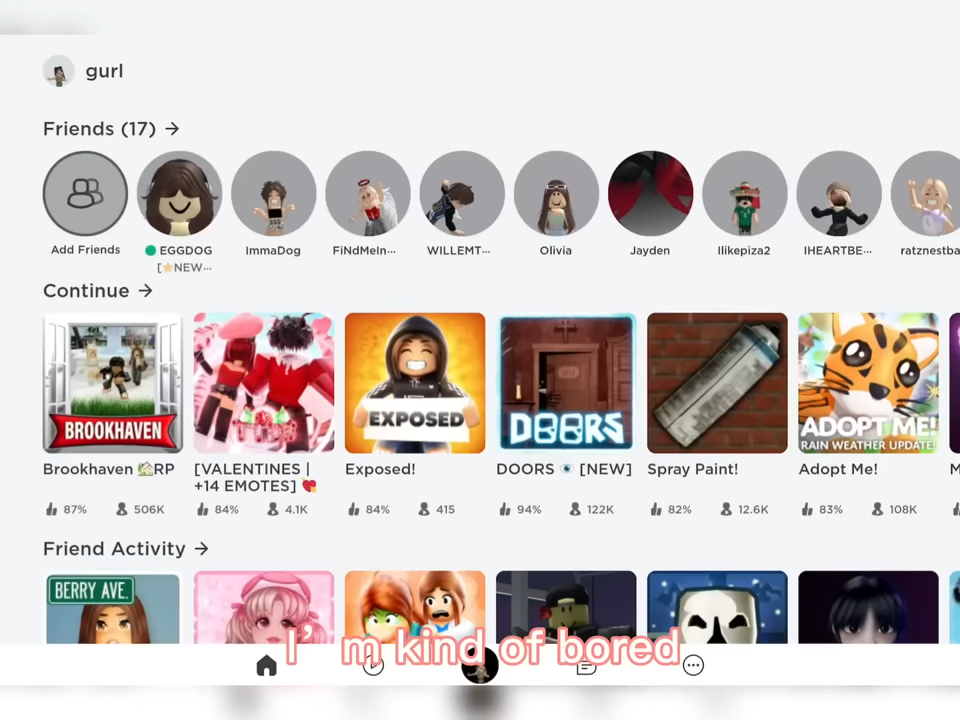 gurl
Friends (17) →
Add Friends
EGGDOG
[⭐NEW...
ImmaDog
FiNdMeIn...
WILLEMT...
Olivia
Jayden
Ilikepiza2
IHEARTBE...
ratznestba
Continue →
BROOKHAVEN
EXPOSED
DOORS
ADOPT ME!
RAIN WEATHER UPDATE!
Brookhaven 🏡RP
[VALENTINES |
+14 EMOTES] 💘
Exposed!
DOORS 👁️ [NEW]
Spray Paint!
Adopt Me!
M
87% 506K
84% 4.1K
84% 415
94% 122K
82% 12.6K
83% 108K
Friend Activity →
BERRY AVE.
I'm kind of bored